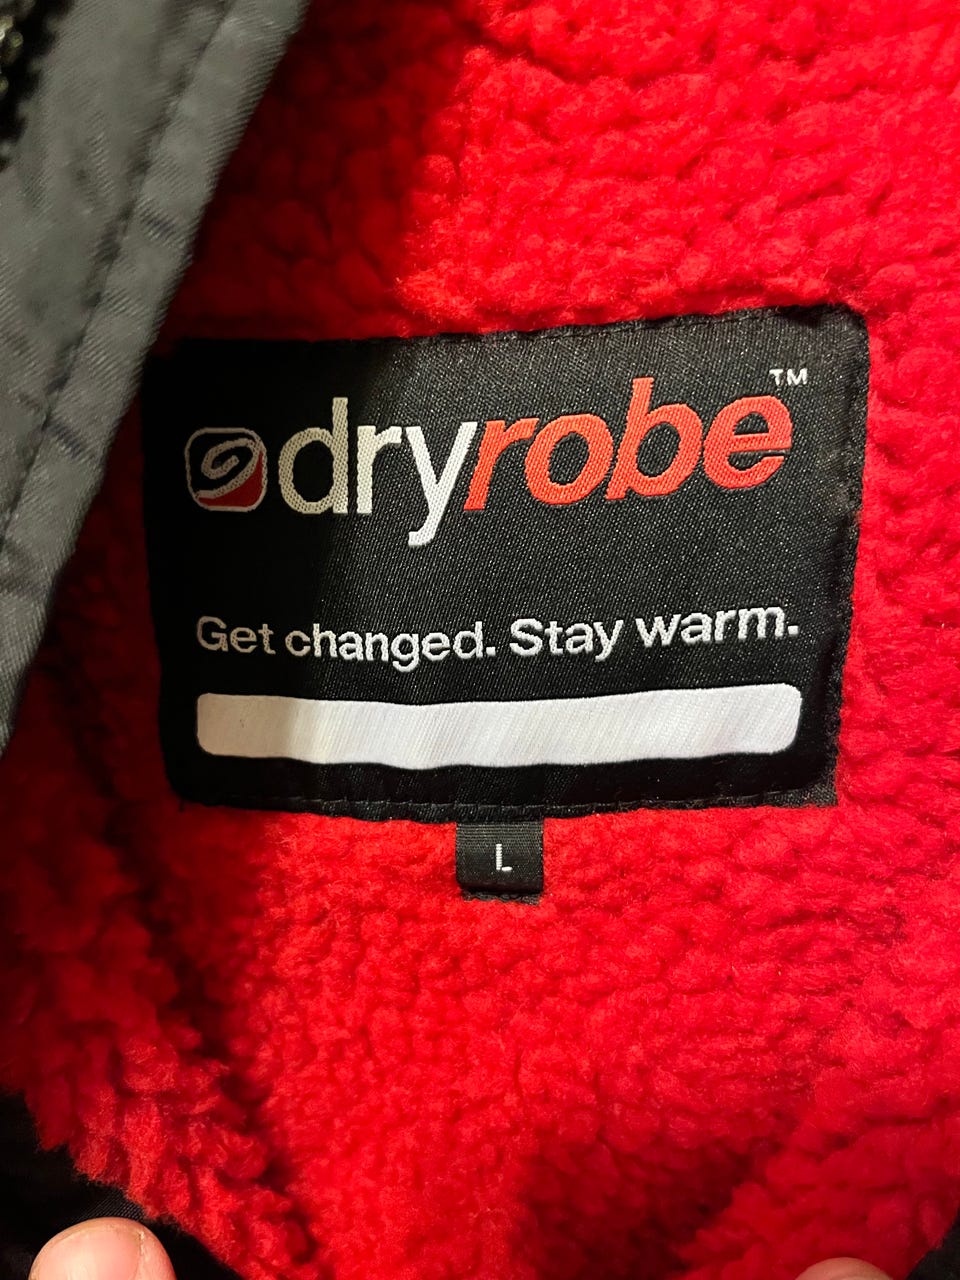 dryrobe™
Get changed. Stay warm.
L